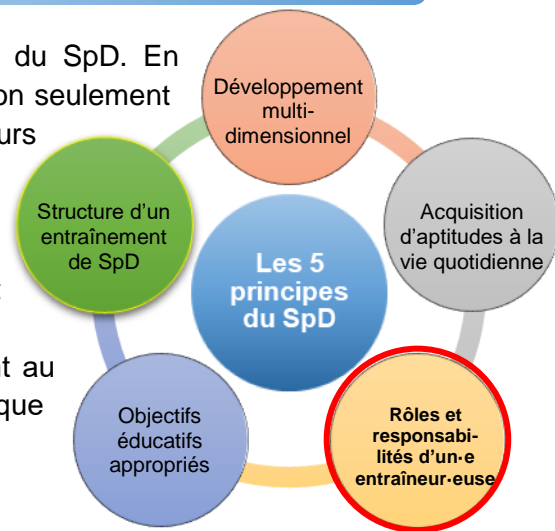 du SpD. En
on seulement
urs
t au
que
Développement
multi-
dimensionnel
Structure d'un
entraînement
de SpD
Acquisition
d'aptitudes à la
vie quotidienne
Les 5
principes
du SpD
Objectifs
éducatifs
appropriés
Rôles et
responsabi-
lités d'un·e
entraîneur·euse